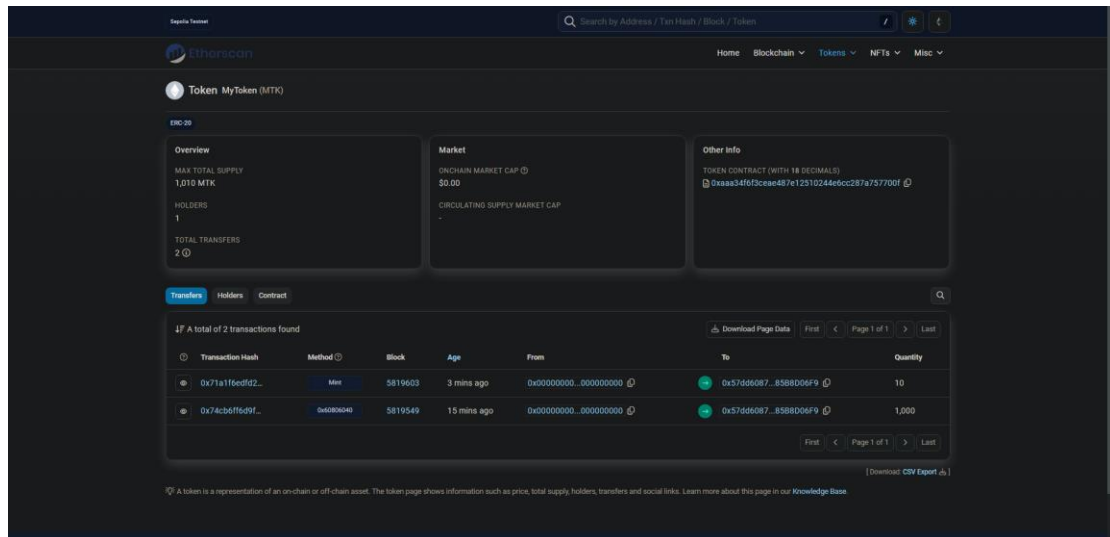 Sepolia Testnet
Search by Address / Txn Hash / Block / Token
/
Etherscan
Home Blockchain Tokens NFTs Misc
Token MyToken (MTK)
ERC-20
Overview
MAX TOTAL SUPPLY
1,010 MTK
HOLDERS
1
TOTAL TRANSFERS
2
Market
ONCHAIN MARKET CAP
$0.00
CIRCULATING SUPPLY MARKET CAP
-
Other Info
TOKEN CONTRACT (WITH 18 DECIMALS)
0xaaa34f6f3ceae487e12510244e6cc287a757700f
Transfers Holders Contract
A total of 2 transactions found
Download Page Data First < Page 1 of 1 > Last
Transaction Hash Method Block Age From To Quantity
0x71a1f6edfd2... Mint 5819603 3 mins ago 0x00000000...000000000 0x57dd6087...85B8D06F9 10
0x74cb6ff6d9f... 0x60806040 5819549 15 mins ago 0x00000000...000000000 0x57dd6087...85B8D06F9 1,000
First < Page 1 of 1 > Last
[ Download: CSV Export ]
A token is a representation of an on-chain or off-chain asset. The token page shows information such as price, total supply, holders, transfers and social links. Learn more about this page in our Knowledge Base.